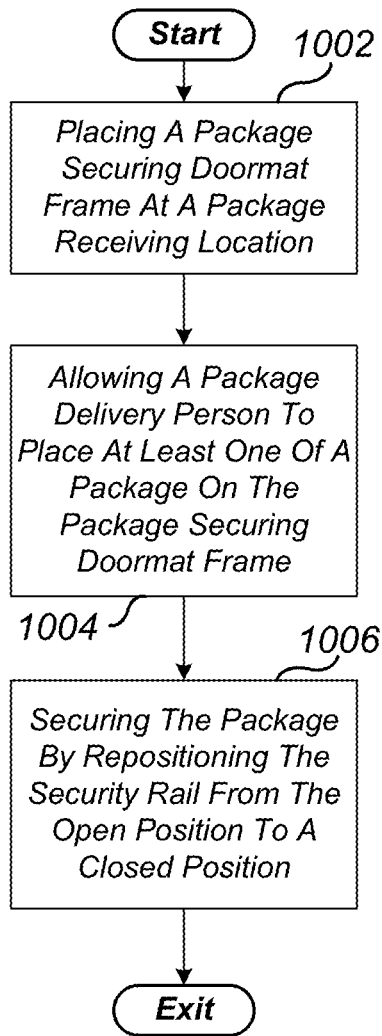 Start
1002
Placing A Package
Securing Doormat
Frame At A Package
Receiving Location
Allowing A Package
Delivery Person To
Place At Least One Of A
Package On The
Package Securing
Doormat Frame
1004
1006
Securing The Package
By Repositioning The
Security Rail From The
Open Position To A
Closed Position
Exit